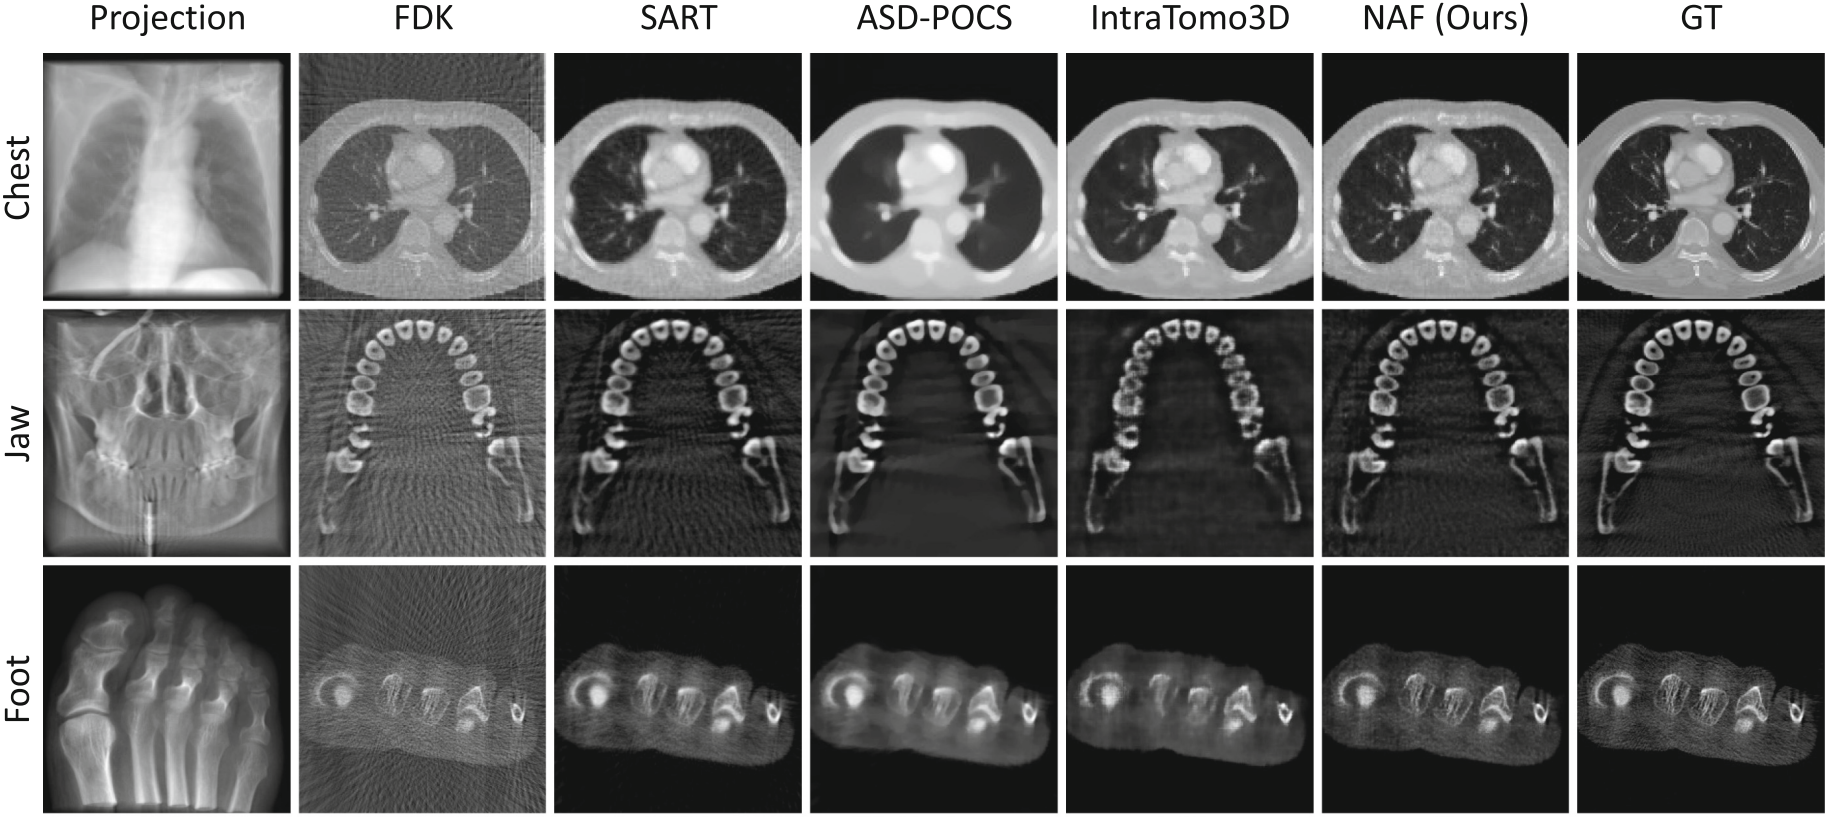 Projection FDK SART ASD-POCS IntraTomo3D NAF (Ours) GT
Chest
Jaw
Foot